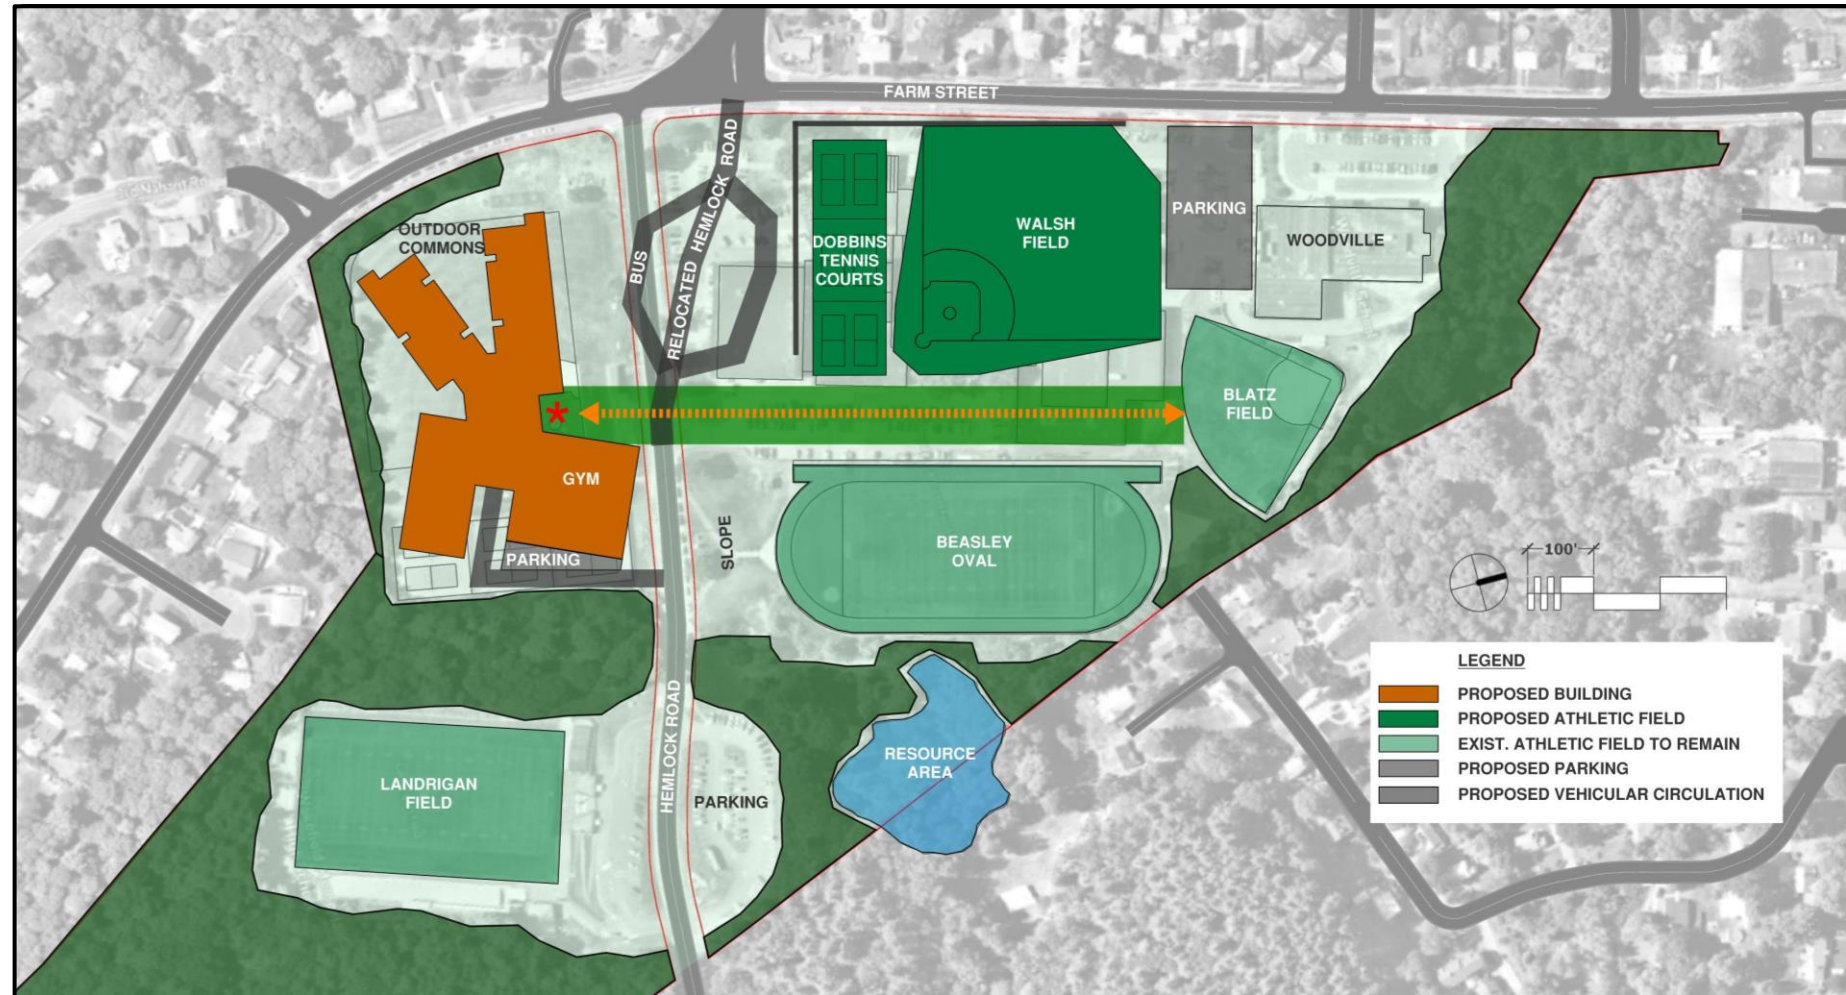 FARM STREET
RELOCATED HEMLOCK ROAD
BUS
OUTDOOR
COMMONS
DOBBINS
TENNIS
COURTS
WALSH
FIELD
PARKING
WOODVILLE
BLATZ
FIELD
*
GYM
PARKING
SLOPE
BEASLEY
OVAL
100'
HEMLOCK ROAD
LANDRIGAN
FIELD
PARKING
RESOURCE
AREA
LEGEND
PROPOSED BUILDING
PROPOSED ATHLETIC FIELD
EXIST. ATHLETIC FIELD TO REMAIN
PROPOSED PARKING
PROPOSED VEHICULAR CIRCULATION